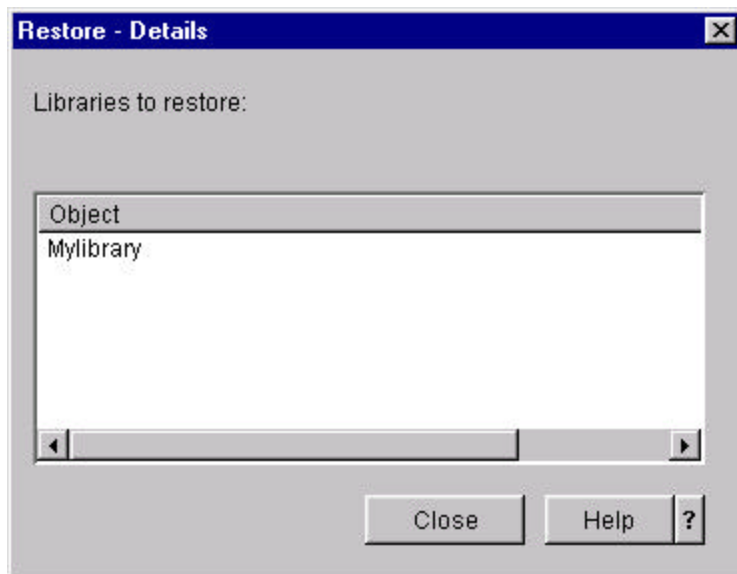 Restore - Details
Libraries to restore:
Object
Mylibrary
Close Help ?